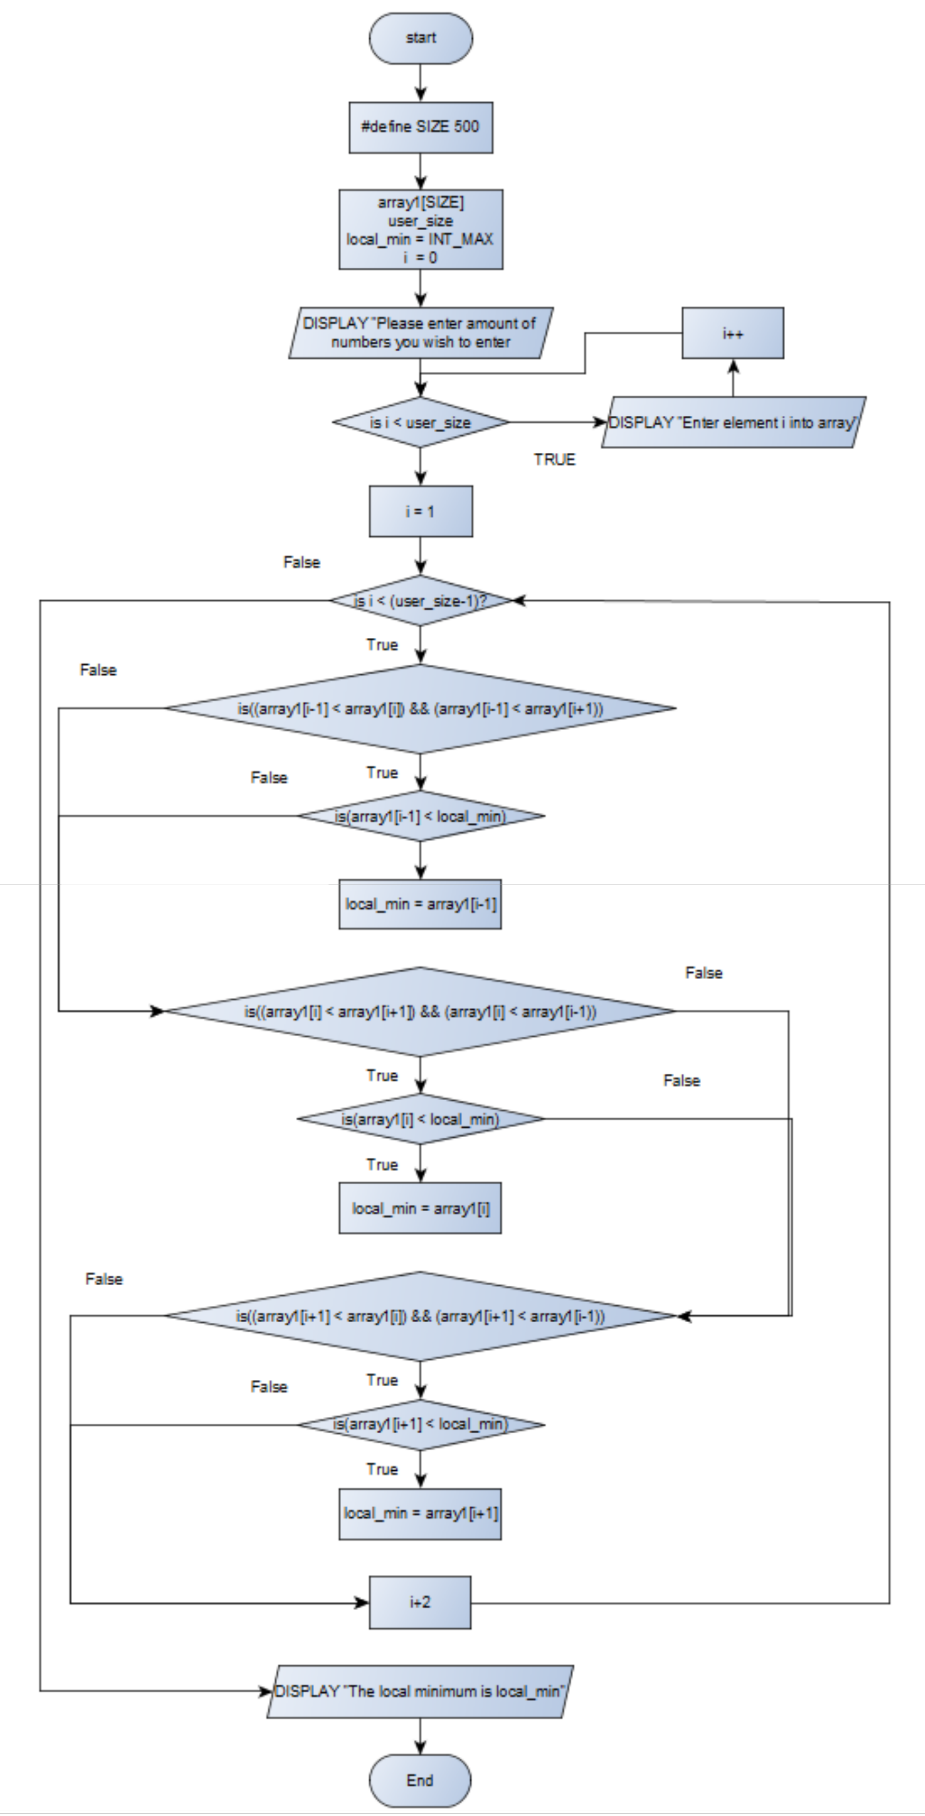 start
#define SIZE 500
array1[SIZE]
user_size
local_min = INT_MAX
i = 0
DISPLAY "Please enter amount of
numbers you wish to enter
i++
is i < user_size
DISPLAY "Enter element i into array"
TRUE
i = 1
False
is i < (user_size-1)?
True
False
is((array1[i-1] < array1[i]) && (array1[i-1] < array1[i+1))
True
False
is(array1[i-1] < local_min)
local_min = array1[i-1]
False
is((array1[i] < array1[i+1]) && (array1[i] < array1[i-1))
True
False
is(array1[i] < local_min)
True
local_min = array1[i]
False
is((array1[i+1] < array1[i]) && (array1[i+1] < array1[i-1))
True
False
is(array1[i+1] < local_min)
True
local_min = array1[i+1]
i+2
DISPLAY "The local minimum is local_min"
End